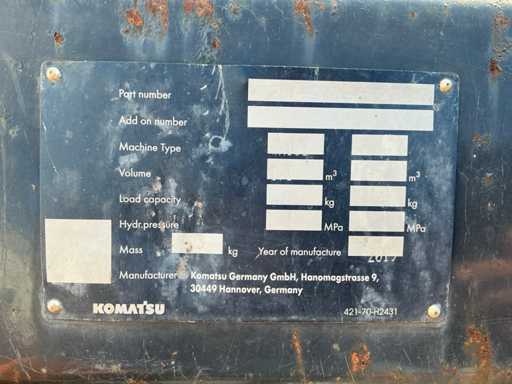 Part number
Add on number
Machine Type
Volume m³ m³
Load capacity kg kg
Hydr.pressure MPa MPa
Mass kg Year of manufacture
Manufacturer Komatsu Germany GmbH, Hanomagstrasse 9,
30449 Hannover, Germany
KOMATSU 421-70-H2431